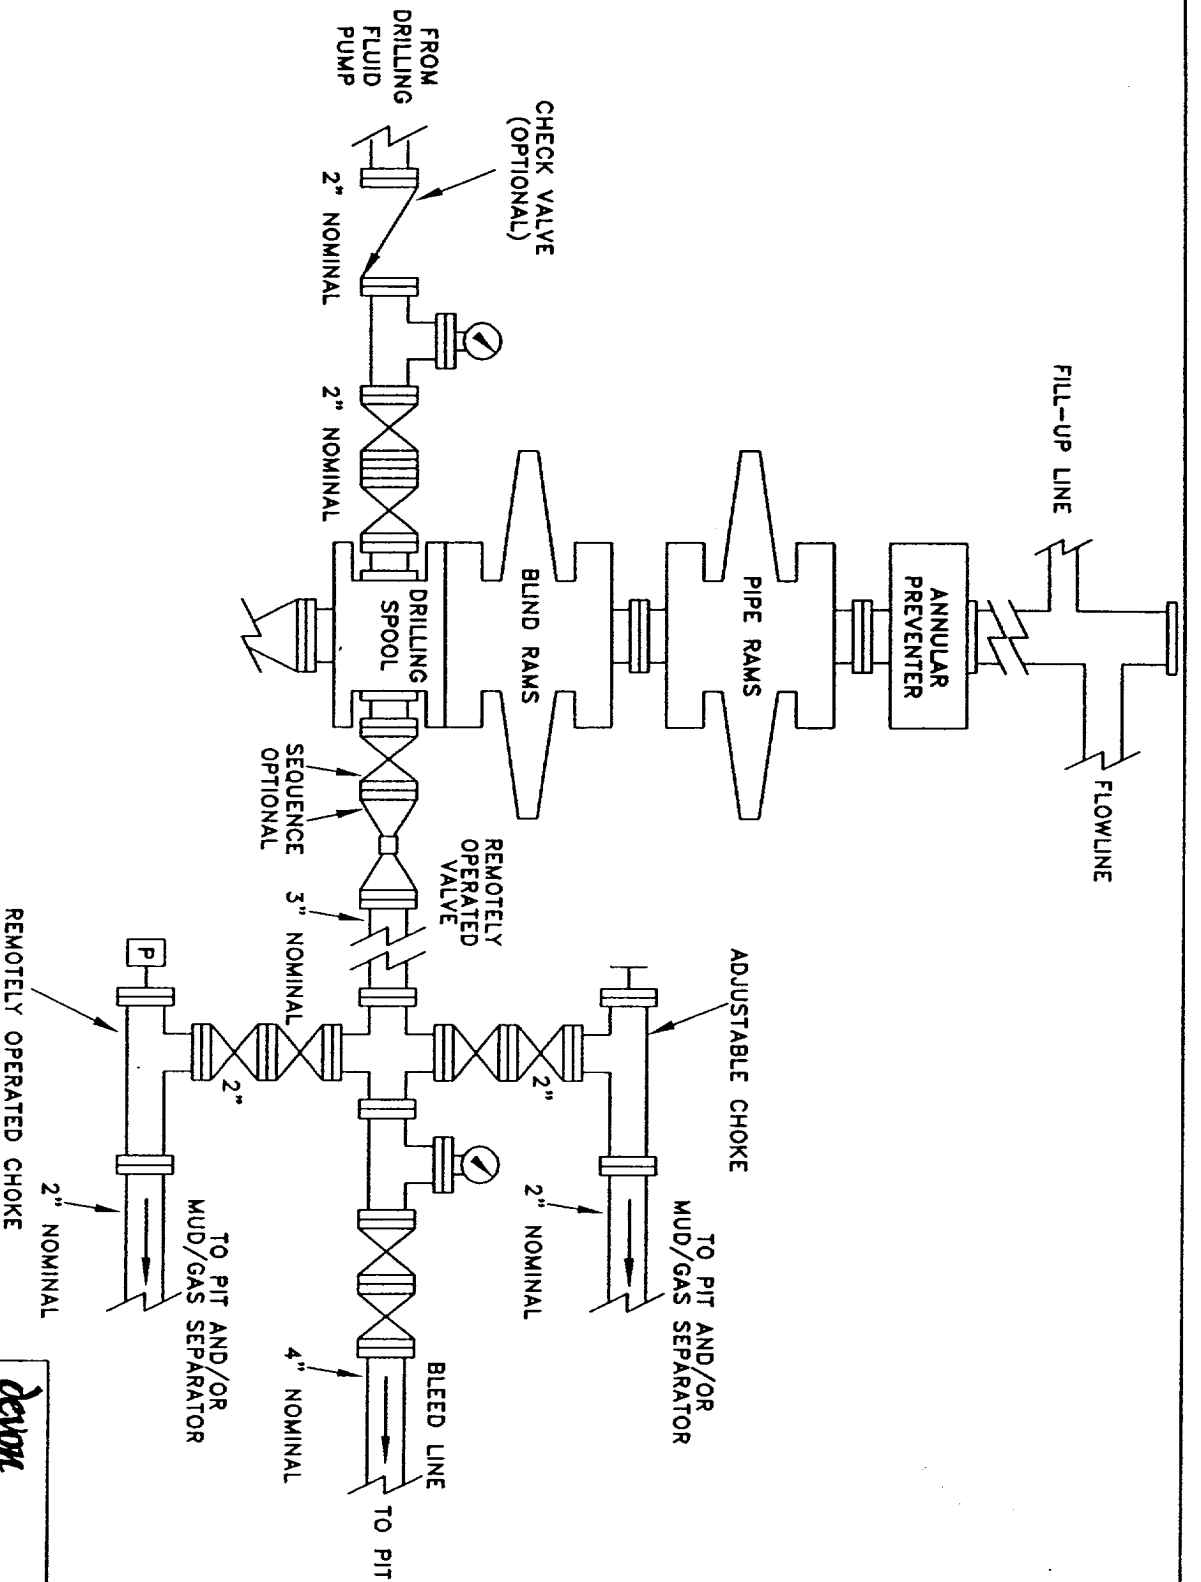 FILL-UP LINE
FLOWLINE
ANNULAR
PREVENTER
PIPE RAMS
BLIND RAMS
DRILLING
SPOOL
FROM
DRILLING
FLUID
PUMP
CHECK VALVE
(OPTIONAL)
2" NOMINAL
2" NOMINAL
SEQUENCE
OPTIONAL
REMOTELY
OPERATED
VALVE
3" NOMINAL
ADJUSTABLE CHOKE
2"
2" NOMINAL
TO PIT AND/OR
MUD/GAS SEPARATOR
BLEED LINE
4" NOMINAL
TO PIT
P
2"
REMOTELY OPERATED CHOKE
2" NOMINAL
TO PIT AND/OR
MUD/GAS SEPARATOR
devon